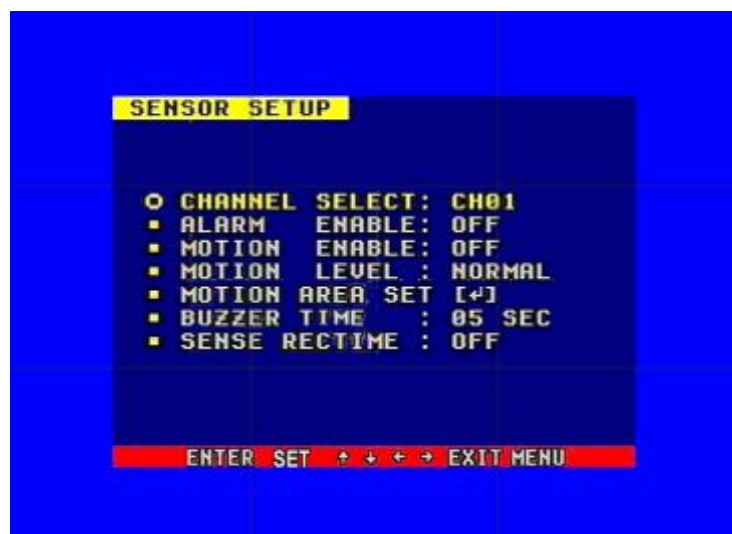 SENSOR SETUP
CHANNEL SELECT: CH01
ALARM ENABLE: OFF
MOTION ENABLE: OFF
MOTION LEVEL : NORMAL
MOTION AREA SET [↲]
BUZZER TIME : 05 SEC
SENSE RECTIME : OFF
ENTER SET ↑ ↓ ← → EXIT MENU